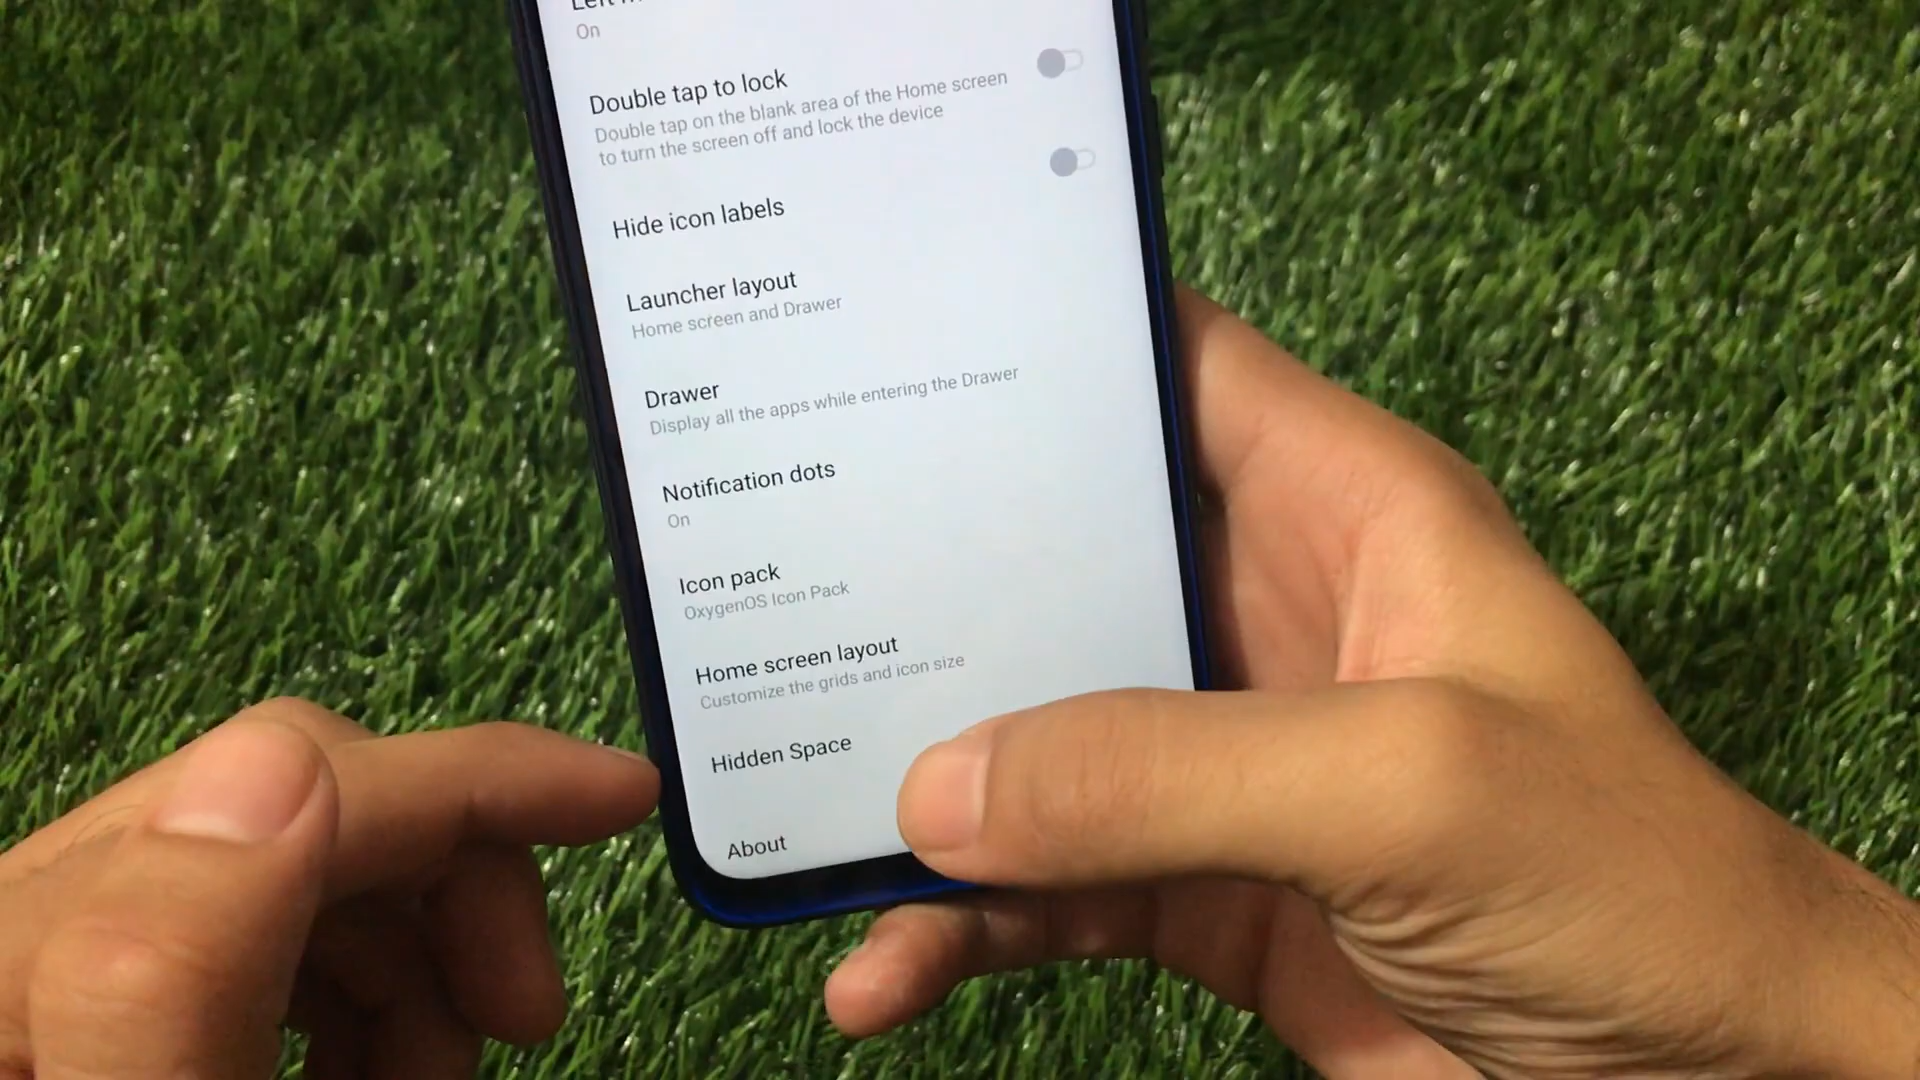 On
Double tap to lock
Double tap on the blank area of the Home screen
to turn the screen off and lock the device
Hide icon labels
Launcher layout
Home screen and Drawer
Drawer
Display all the apps while entering the Drawer
Notification dots
On
Icon pack
OxygenOS Icon Pack
Home screen layout
Customize the grids and icon size
Hidden Space
About